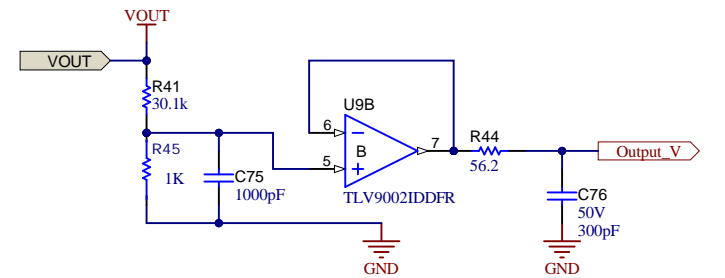 VOUT
VOUT
R41
30.1k
R45
1K
C75
1000pF
U9B
6
B
5
7
TLV9002IDDFR
R44
56.2
Output_V
C76
50V
300pF
GND
GND